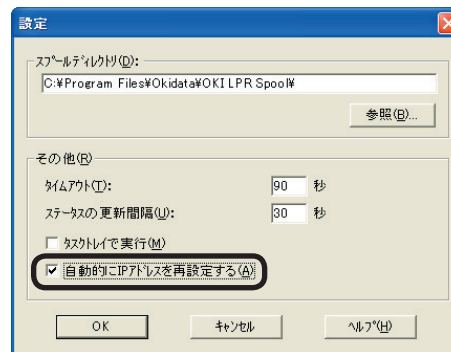 設定
スプールディレクトリ(D):
C:¥Program Files¥Okidata¥OKI LPR Spool¥
参照(B)...
その他(R)
タイムアウト(T): 90 秒
ステータスの更新間隔(U): 30 秒
タスクトレイで実行(M)
自動的にIPアドレスを再設定する(A)
OK キャンセル ヘルプ(H)